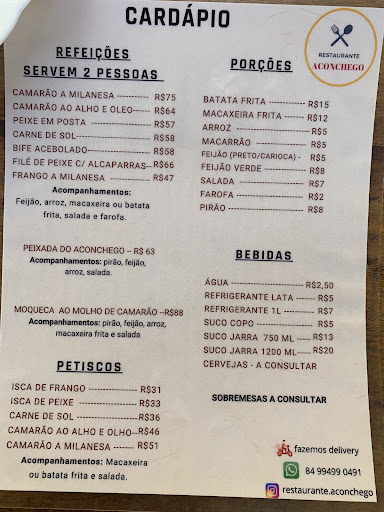 CARDÁPIO
RESTAURANTE
ACONCHEGO
REFEIÇÕES
SERVEM 2 PESSOAS
CAMARÃO A MILANESA --------- R$75
CAMARÃO AO ALHO E OLEO------ R$64
PEIXE EM POSTA --------------- R$57
CARNE DE SOL------------------R$58
BIFE ACEBOLADO----------------R$58
FILÉ DE PEIXE C/ ALCAPARRAS--R$66
FRANGO A MILANESA ---------- R$47
Acompanhamentos:
Feijão, arroz, macaxeira ou batata
frita, salada e farofa.
PEIXADA DO ACONCHEGO – R$ 63
Acompanhamentos: pirão, feijão,
arroz, salada.
MOQUECA AO MOLHO DE CAMARÃO –R$88
Acompanhamentos: pirão, feijão, arroz,
macaxeira frita e salada
PETISCOS
ISCA DE FRANGO --------------R$31
ISCA DE PEIXE ----------------R$33
CARNE DE SOL -----------------R$36
CAMARÃO AO ALHO E OLHO--R$46
CAMARÃO A MILANESA -------R$51
Acompanhamentos: Macaxeira
ou batata frita e salada.
PORÇÕES
BATATA FRITA ------------R$15
MACAXEIRA FRITA -------R$12
ARROZ -------------------- R$5
MACARRÃO --------------- R$5
FEIJÃO (PRETO/CARIOCA) - R$5
FEIJÃO VERDE ------------R$8
SALADA -------------------R$7
FAROFA -------------------R$2
PIRÃO ---------------------R$8
BEBIDAS
ÁGUA ---------------------R$2,50
REFRIGERANTE LATA ------ R$5
REFRIGERANTE 1L ---------R$7
SUCO COPO ---------------- R$5
SUCO JARRA 750 ML -----R$13
SUCO JARRA 1200 ML-----R$20
CERVEJAS - A CONSULTAR
SOBREMESAS A CONSULTAR
fazemos delivery
84 99499 0491
restaurante.aconchego